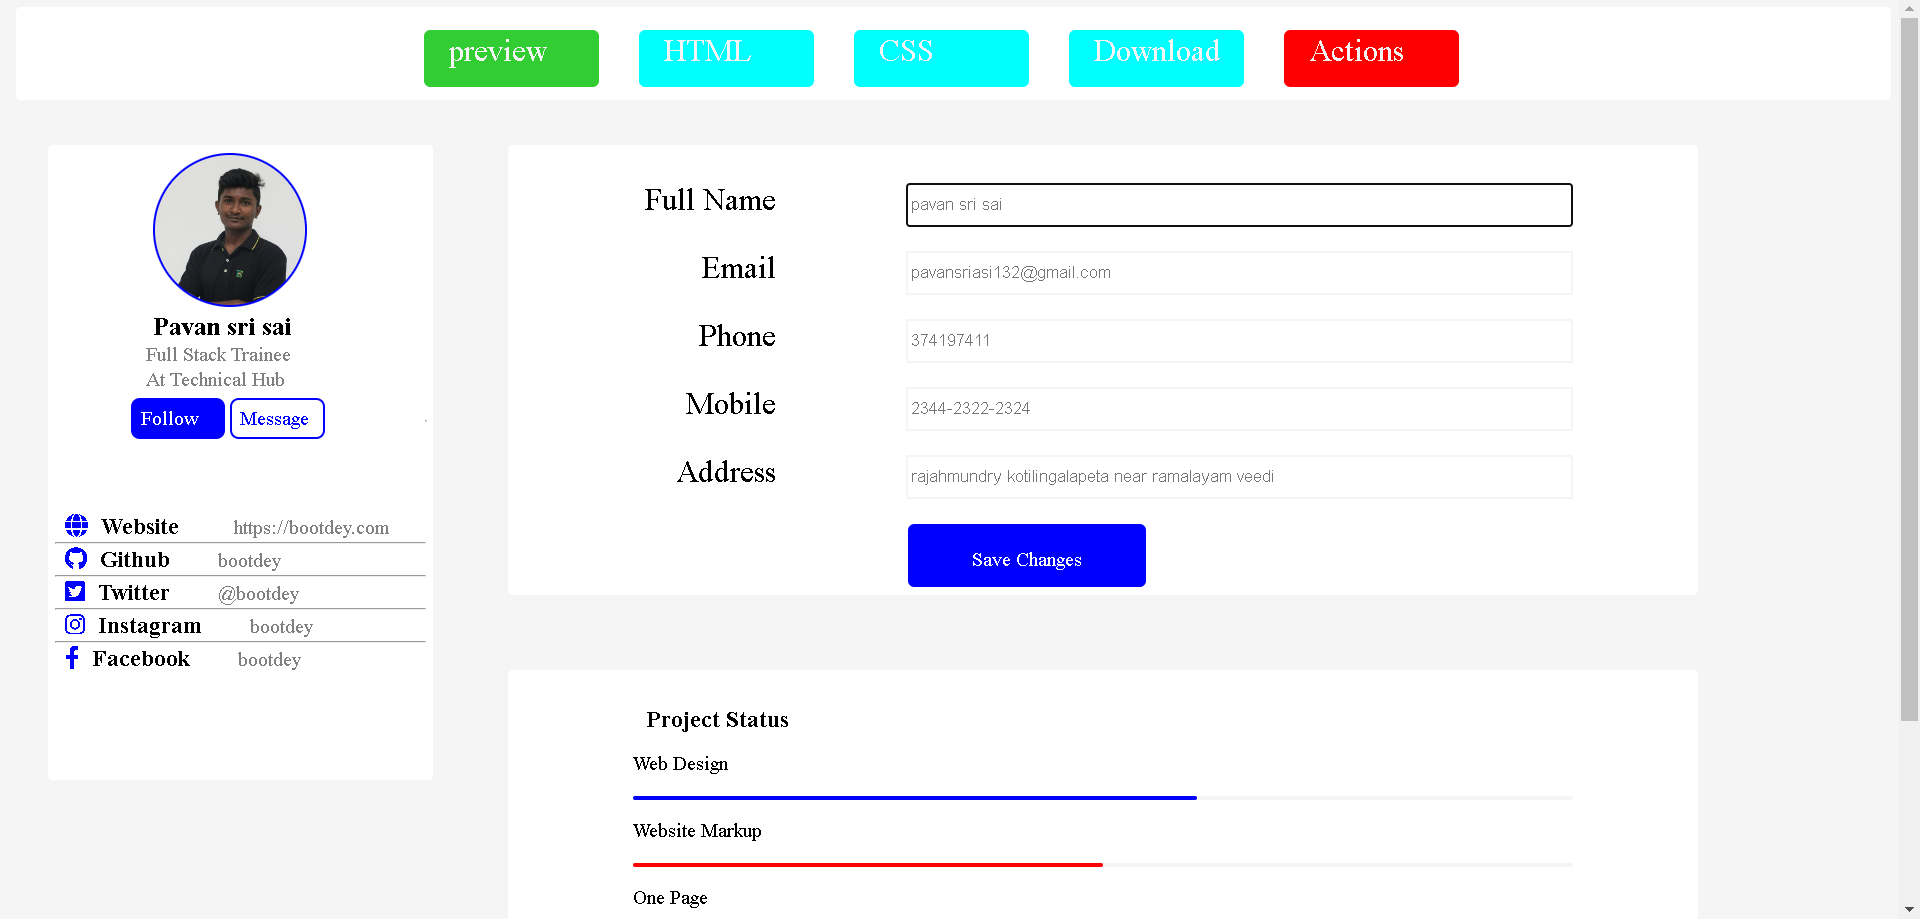 preview HTML CSS Download Actions
Pavan sri sai
Full Stack Trainee
At Technical Hub
Follow Message
Website https://bootdey.com
Github bootdey
Twitter @bootdey
Instagram bootdey
Facebook bootdey
Full Name pavan sri sai
Email pavansriasi132@gmail.com
Phone 374197411
Mobile 2344-2322-2324
Address rajahmundry kotilingalapeta near ramalayam veedi
Save Changes
Project Status
Web Design
Website Markup
One Page